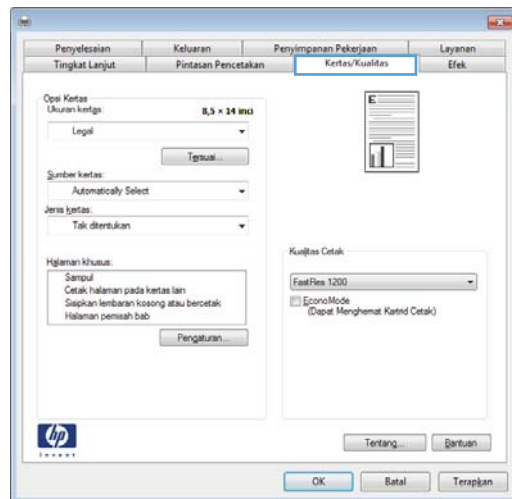 Penyelesaian Keluaran Penyimpanan Pekerjaan Layanan
Tingkat Lanjut Pintasan Pencetakan Kertas/Kualitas Efek
Opsi Kertas
Ukuran kertas: 8,5 × 14 inci
Legal
Tersuai...
Sumber kertas:
Automatically Select
Jenis kertas:
Tak ditentukan
Halaman khusus:
Sampul
Cetak halaman pada kertas lain
Sisipkan lembaran kosong atau bercetak
Halaman pemisah bab
Pengaturan...
E
Kualitas Cetak
FastRes 1200
EconoMode
(Dapat Menghemat Kartrid Cetak)
hp
invent
Tentang... Bantuan
OK Batal Terapkan